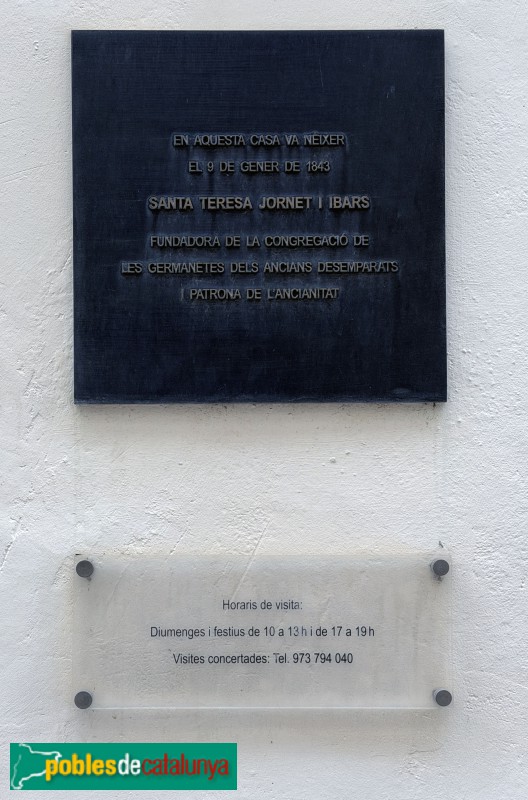 EN AQUESTA CASA VA NÉIXER
EL 9 DE GENER DE 1843
SANTA TERESA JORNET I IBARS
FUNDADORA DE LA CONGREGACIÓ DE
LES GERMANETES DELS ANCIANS DESEMPARATS
I PATRONA DE L'ANCIANITAT
Horaris de visita:
Diumenges i festius de 10 a 13 h i de 17 a 19 h
Visites concertades: Tel. 973 794 040
poblesdecatalunya